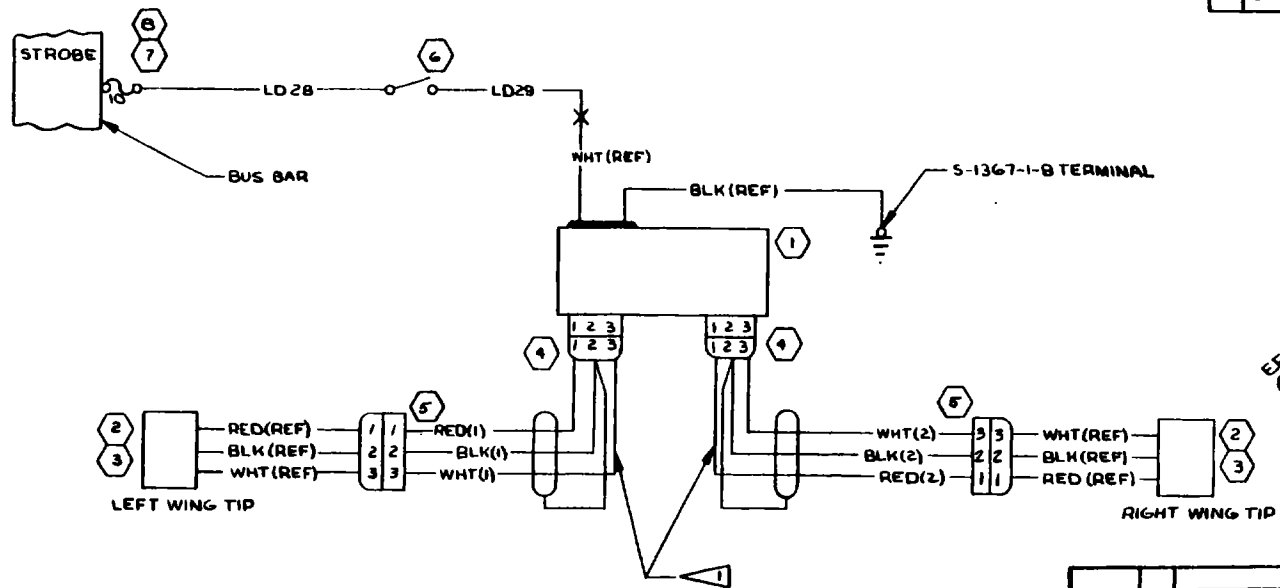 8
STROBE
7
6
10
LD 28
LD29
WHT (REF)
BUS BAR
BLK (REF)
S-1367-1-8 TERMINAL
1
1 2 3
1 2 3
1 2 3
1 2 3
4
4
5
5
2
3
RED(REF)
BLK(REF)
WHT(REF)
1 1
2 2
3 3
RED(1)
BLK(1)
WHT(1)
WHT(2)
BLK(2)
RED(2)
3 3
2 2
1 1
WHT(REF)
BLK(REF)
RED (REF)
2
3
LEFT WING TIP
RIGHT WING TIP
1